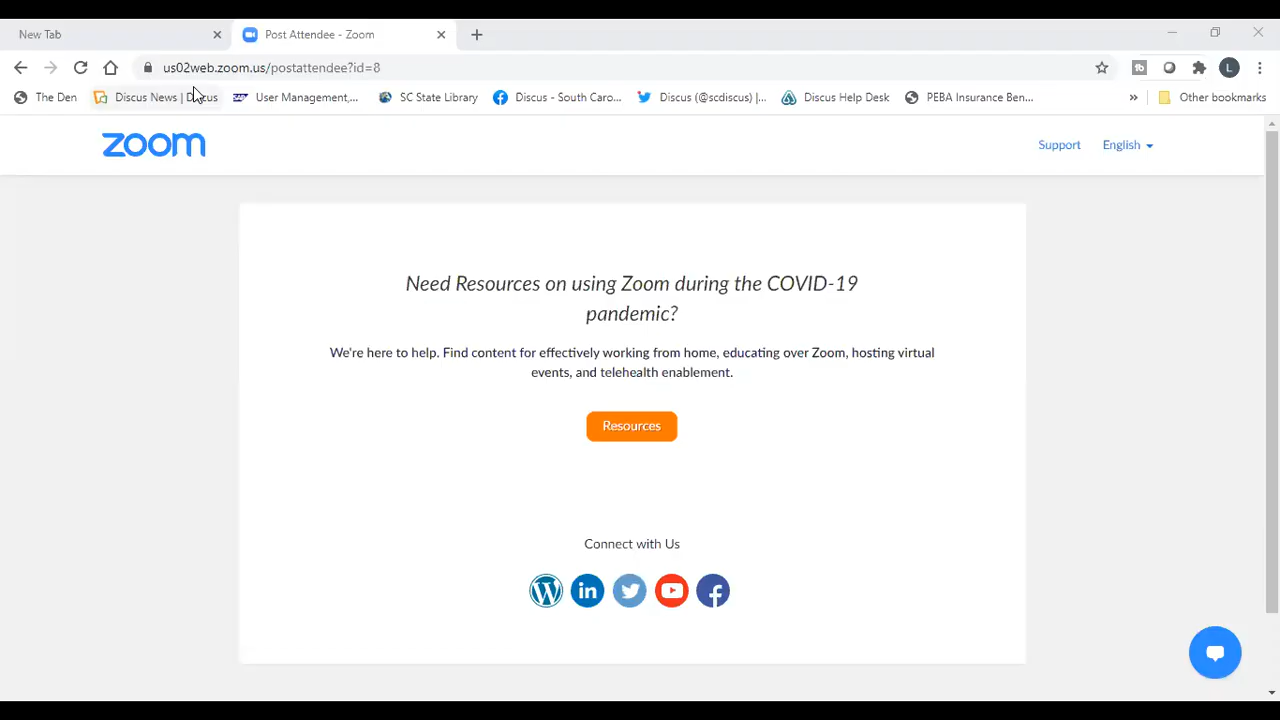 New Tab
Post Attendee - Zoom
us02web.zoom.us/postattendee?id=8
L
The Den
Discus News | Discus
SAP
User Management,...
SC State Library
Discus - South Caro...
Discus (@scdiscus) |...
Discus Help Desk
PEBA Insurance Ben...
Other bookmarks
zoom
Support
English
Need Resources on using Zoom during the COVID-19
pandemic?
We're here to help. Find content for effectively working from home, educating over Zoom, hosting virtual
events, and telehealth enablement.
Resources
Connect with Us